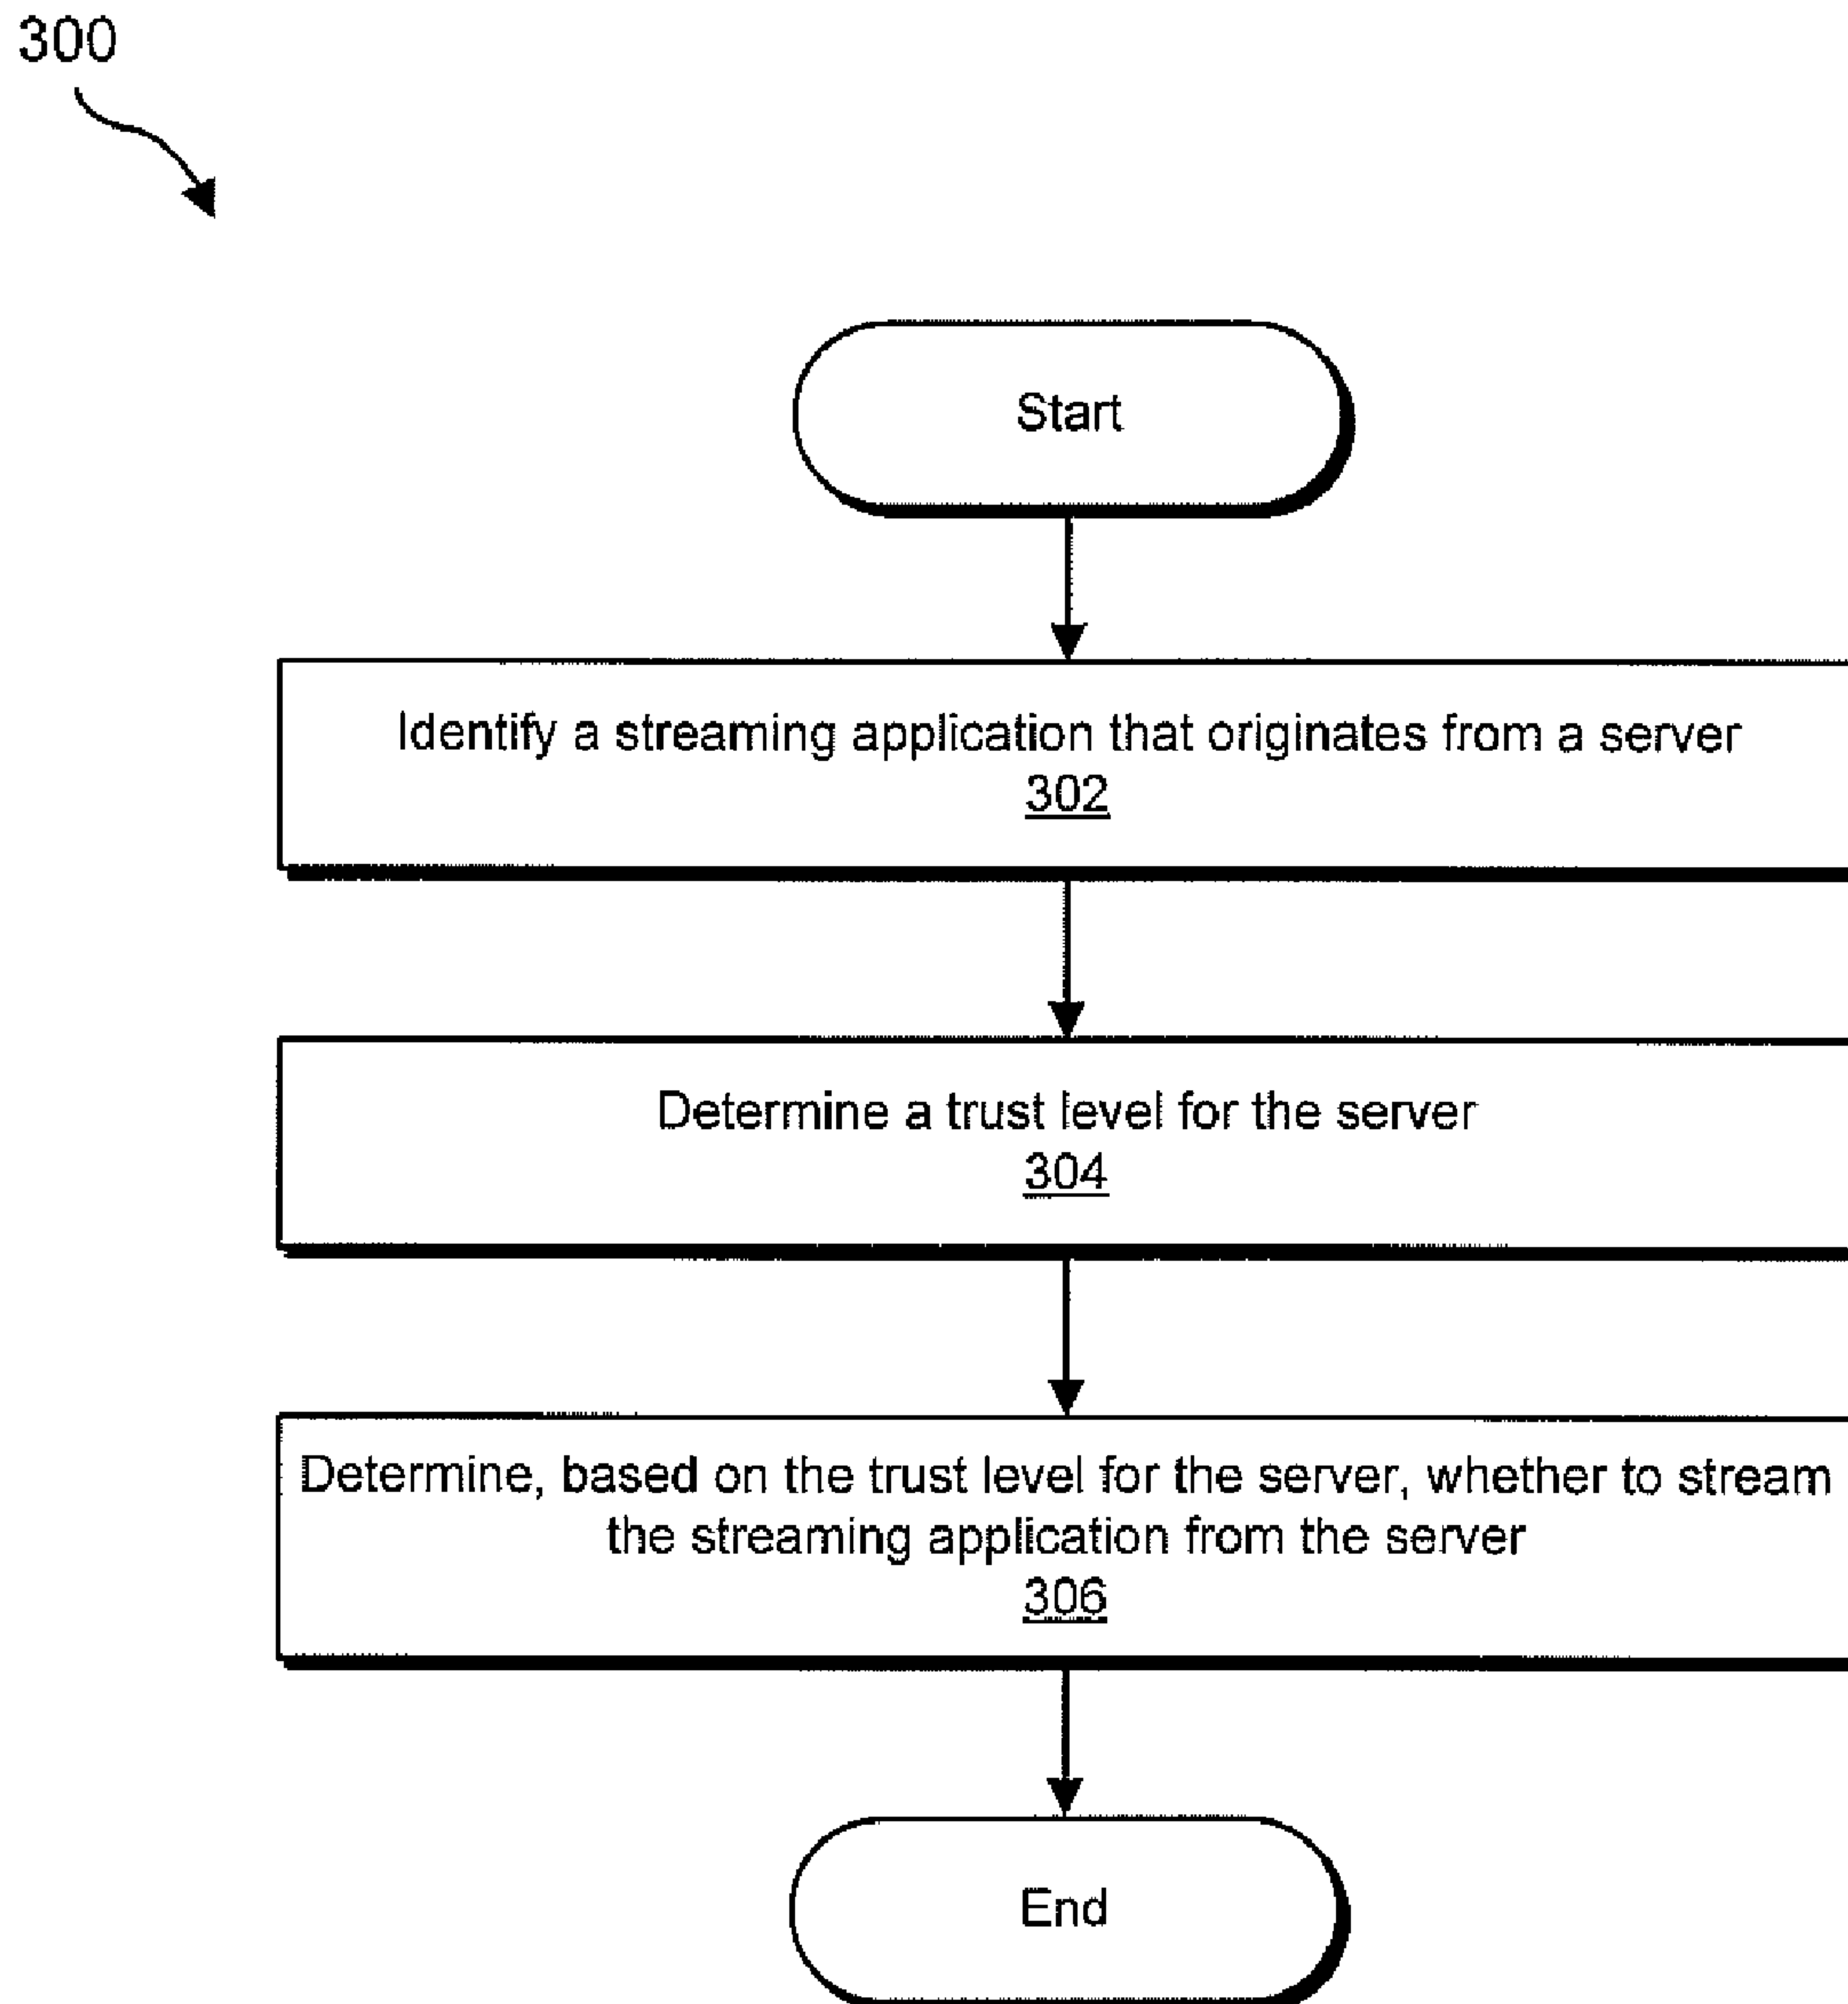 300
Start
Identify a streaming application that originates from a server
302
Determine a trust level for the server
304
Determine, based on the trust level for the server, whether to stream
the streaming application from the server
306
End